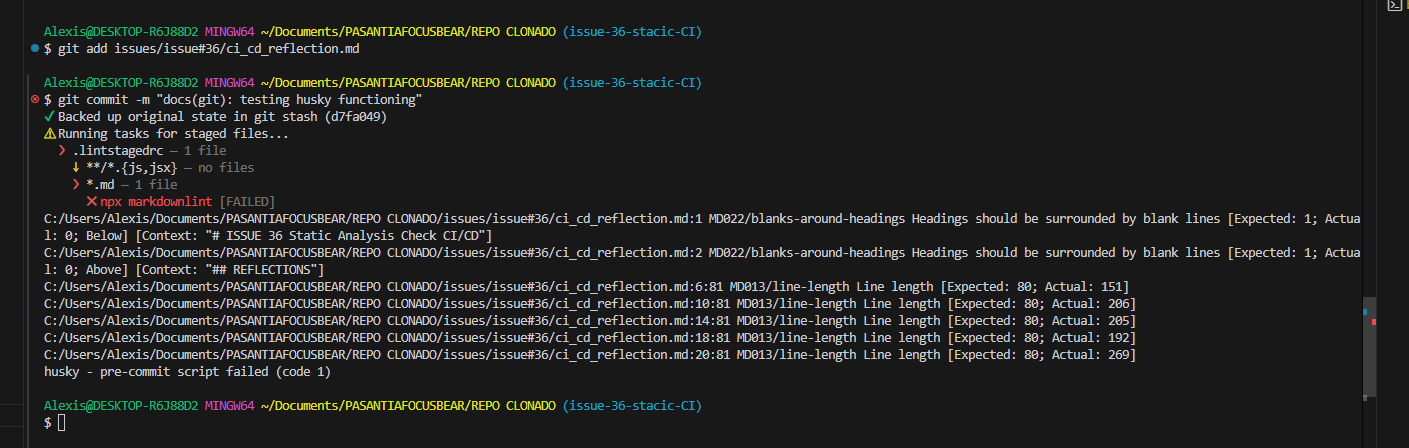 Alexis@DESKTOP-R6J88D2 MINGW64 ~/Documents/PASANTIAFOCUSBEAR/REPO CLONADO (issue-36-stacic-CI)
$ git add issues/issue#36/ci_cd_reflection.md
Alexis@DESKTOP-R6J88D2 MINGW64 ~/Documents/PASANTIAFOCUSBEAR/REPO CLONADO (issue-36-stacic-CI)
$ git commit -m "docs(git): testing husky functioning"
✔ Backed up original state in git stash (d7fa049)
⚠ Running tasks for staged files...
❯ .lintstagedrc — 1 file
↓ **/*.{js,jsx} — no files
❯ *.md — 1 file
✖ npx markdownlint [FAILED]
C:/Users/Alexis/Documents/PASANTIAFOCUSBEAR/REPO CLONADO/issues/issue#36/ci_cd_reflection.md:1 MD022/blanks-around-headings Headings should be surrounded by blank lines [Expected: 1; Actua
l: 0; Below] [Context: "# ISSUE 36 Static Analysis Check CI/CD"]
C:/Users/Alexis/Documents/PASANTIAFOCUSBEAR/REPO CLONADO/issues/issue#36/ci_cd_reflection.md:2 MD022/blanks-around-headings Headings should be surrounded by blank lines [Expected: 1; Actua
l: 0; Above] [Context: "## REFLECTIONS"]
C:/Users/Alexis/Documents/PASANTIAFOCUSBEAR/REPO CLONADO/issues/issue#36/ci_cd_reflection.md:6:81 MD013/line-length Line length [Expected: 80; Actual: 151]
C:/Users/Alexis/Documents/PASANTIAFOCUSBEAR/REPO CLONADO/issues/issue#36/ci_cd_reflection.md:10:81 MD013/line-length Line length [Expected: 80; Actual: 206]
C:/Users/Alexis/Documents/PASANTIAFOCUSBEAR/REPO CLONADO/issues/issue#36/ci_cd_reflection.md:14:81 MD013/line-length Line length [Expected: 80; Actual: 205]
C:/Users/Alexis/Documents/PASANTIAFOCUSBEAR/REPO CLONADO/issues/issue#36/ci_cd_reflection.md:18:81 MD013/line-length Line length [Expected: 80; Actual: 192]
C:/Users/Alexis/Documents/PASANTIAFOCUSBEAR/REPO CLONADO/issues/issue#36/ci_cd_reflection.md:20:81 MD013/line-length Line length [Expected: 80; Actual: 269]
husky - pre-commit script failed (code 1)
Alexis@DESKTOP-R6J88D2 MINGW64 ~/Documents/PASANTIAFOCUSBEAR/REPO CLONADO (issue-36-stacic-CI)
$